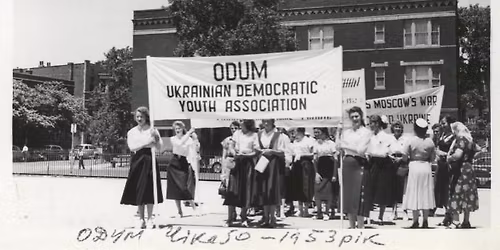 ODUM
UKRAINIAN DEMOCRATIC
YOUTH ASSOCIATION
S MOSCOW'S WAR
UKRAINE
ОДУМ Чікаґо – 1953 рік